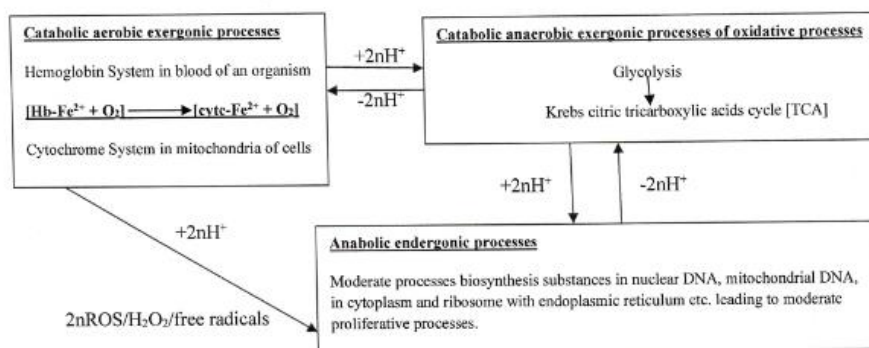 Catabolic aerobic exergonic processes
Hemoglobin System in blood of an organism
[Hb-Fe²⁺ + O₂]⟶[cytc-Fe²⁺ + O₂]
Cytochrome System in mitochdria of cells
+2nH⁺
-2nH⁺
Catabolic anaerobic exergonic processes of oxidative processes
Glycolysis
Krebs citric tricarboxylic acids cycle [TCA]
+2nH⁺
-2nH⁺
+2nH⁺
2nROS/H₂O₂/free radicals
Anabolic endergonic processes
Moderate processes biosynthesis substances in nuclear DNA, mitochondrial DNA,
in cytoplasm and ribosome with endoplasmic reticulum etc. leading to moderate
proliferative processes.